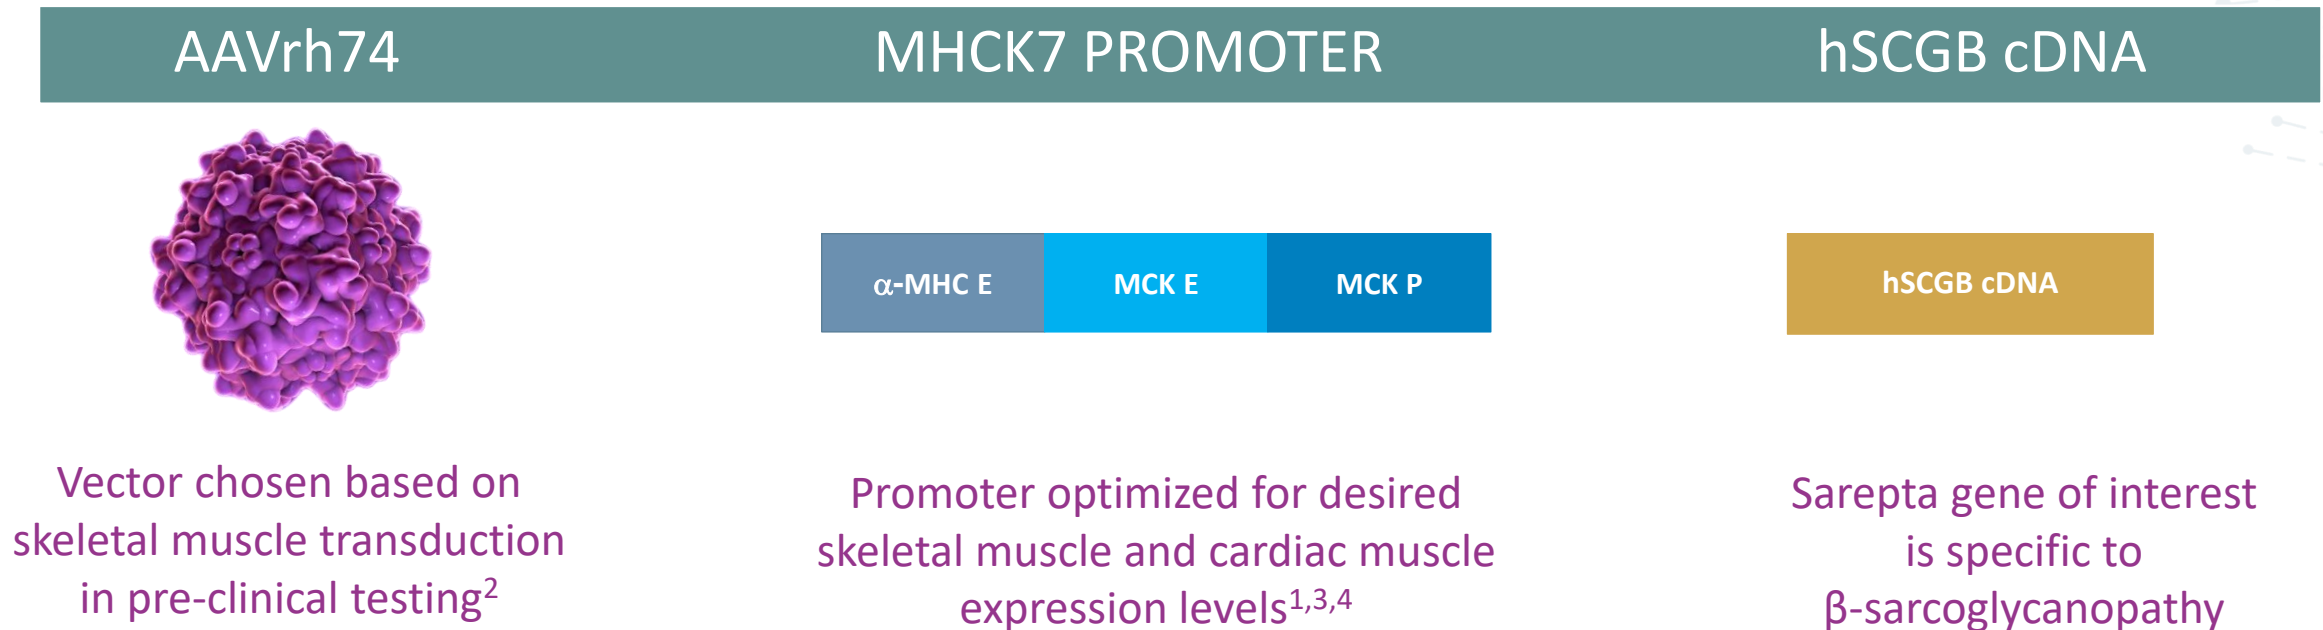 AAVrh74
MHCK7 PROMOTER
hSCGB cDNA
α-MHC E
MCK E
MCK P
hSCGB cDNA
Vector chosen based on
skeletal muscle transduction
in pre-clinical testing²
Promoter optimized for desired
skeletal muscle and cardiac muscle
expression levels¹,³,⁴
Sarepta gene of interest
is specific to
β-sarcoglycanopathy